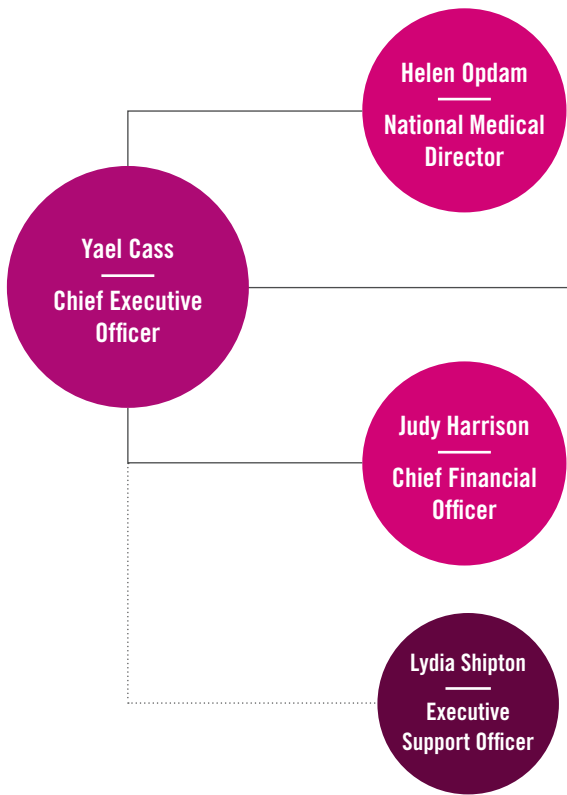 Helen Opdam
National Medical
Director
Yael Cass
Chief Executive
Officer
Judy Harrison
Chief Financial
Officer
Lydia Shipton
Executive
Support Officer